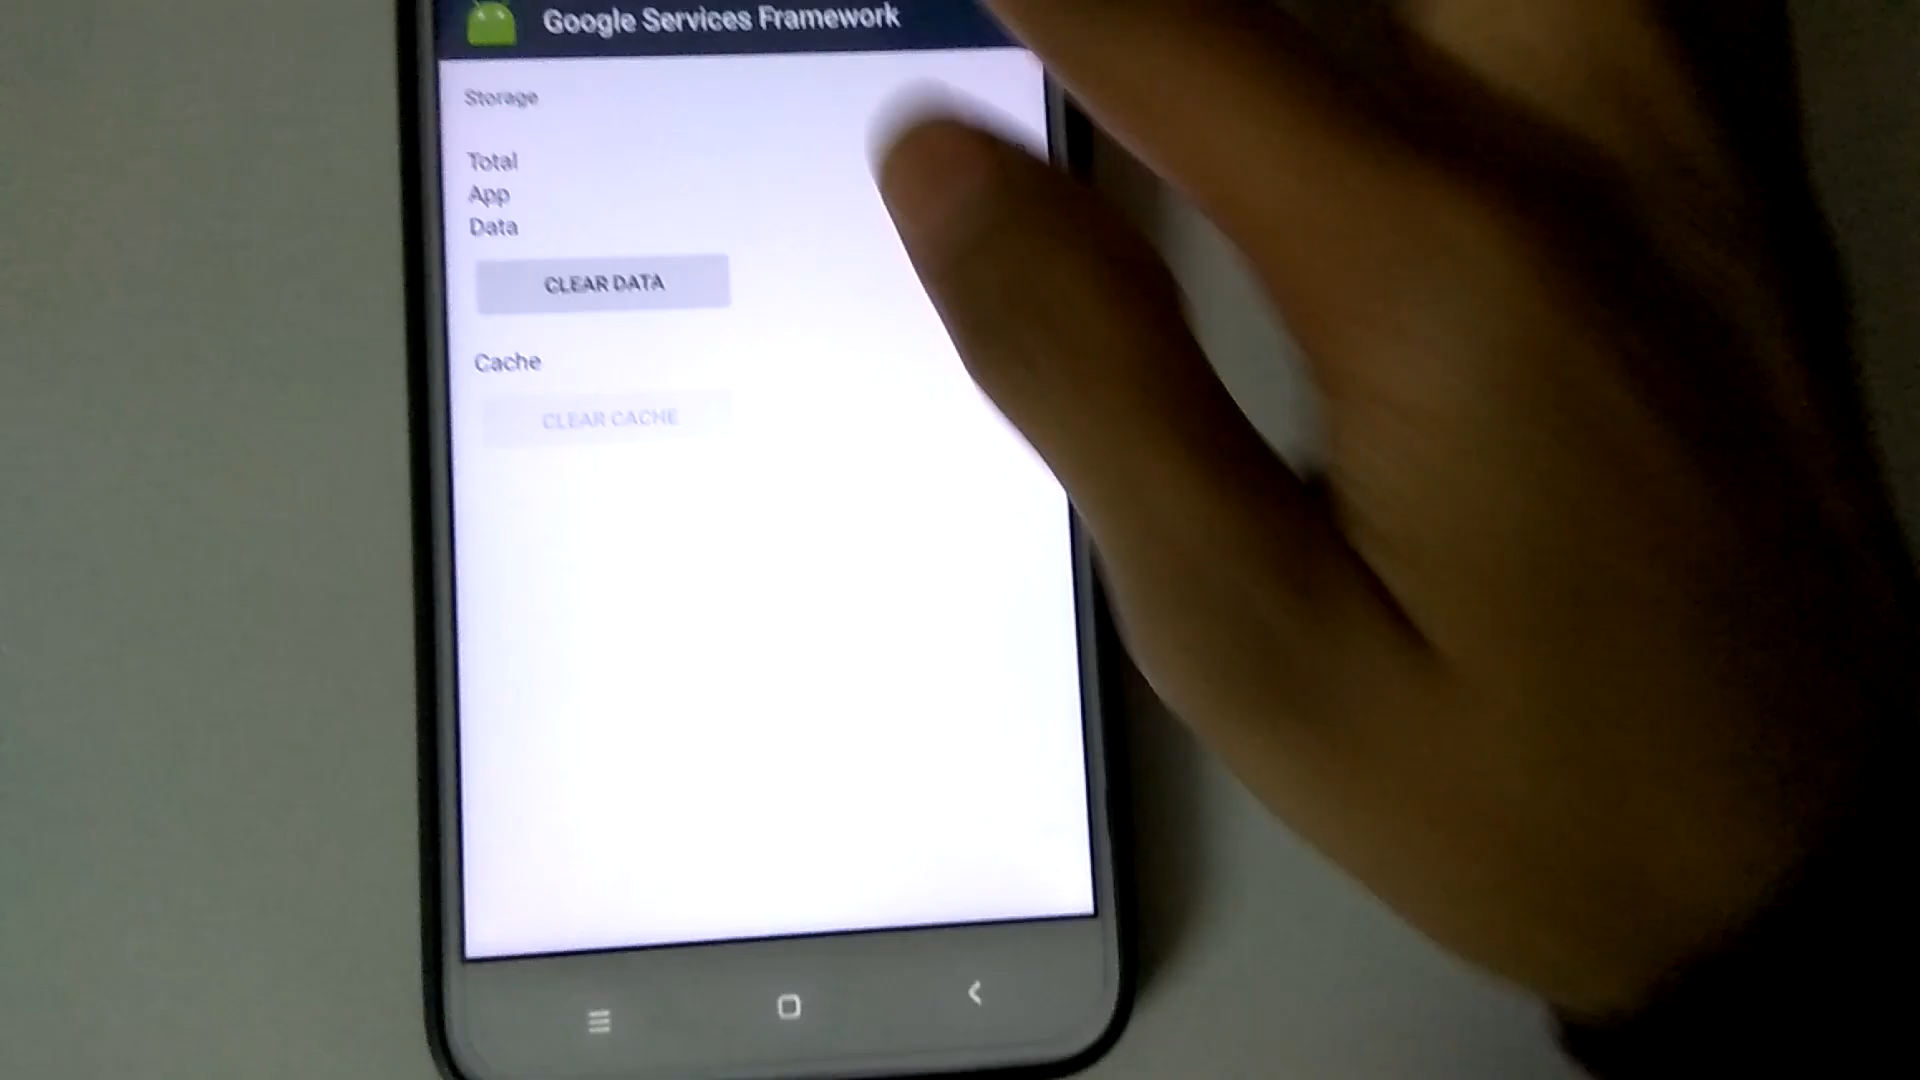 Google Services Framework
Storage
Total
App
Data
CLEAR DATA
Cache
CLEAR CACHE